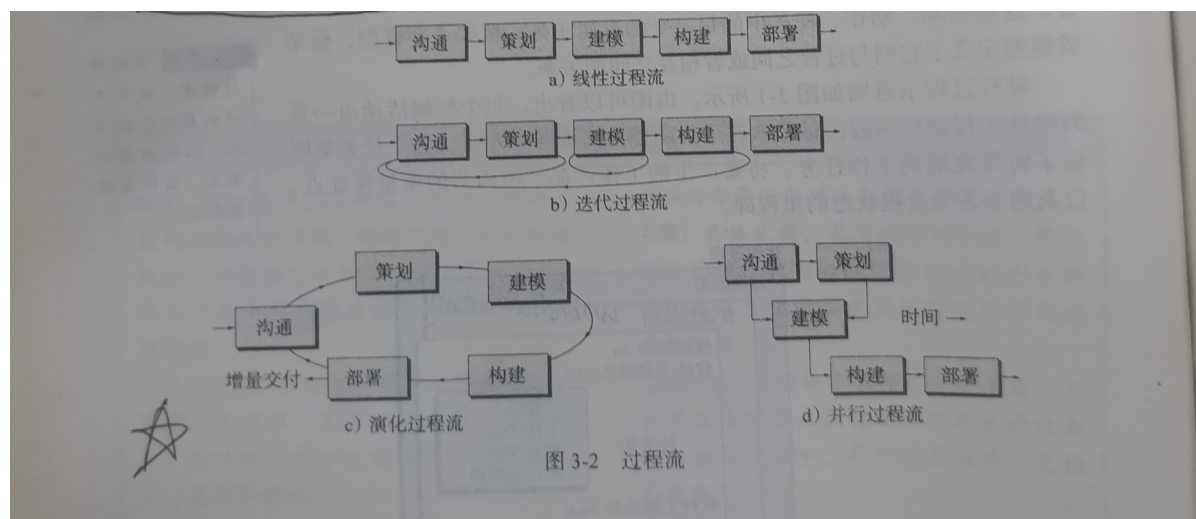 沟通 策划 建模 构建 部署
a）线性过程流
沟通 策划 建模 构建 部署
b）迭代过程流
策划
建模
沟通
构建
部署
增量交付
c）演化过程流
沟通 策划
建模 时间
构建 部署
d）并行过程流
图 3-2 过程流